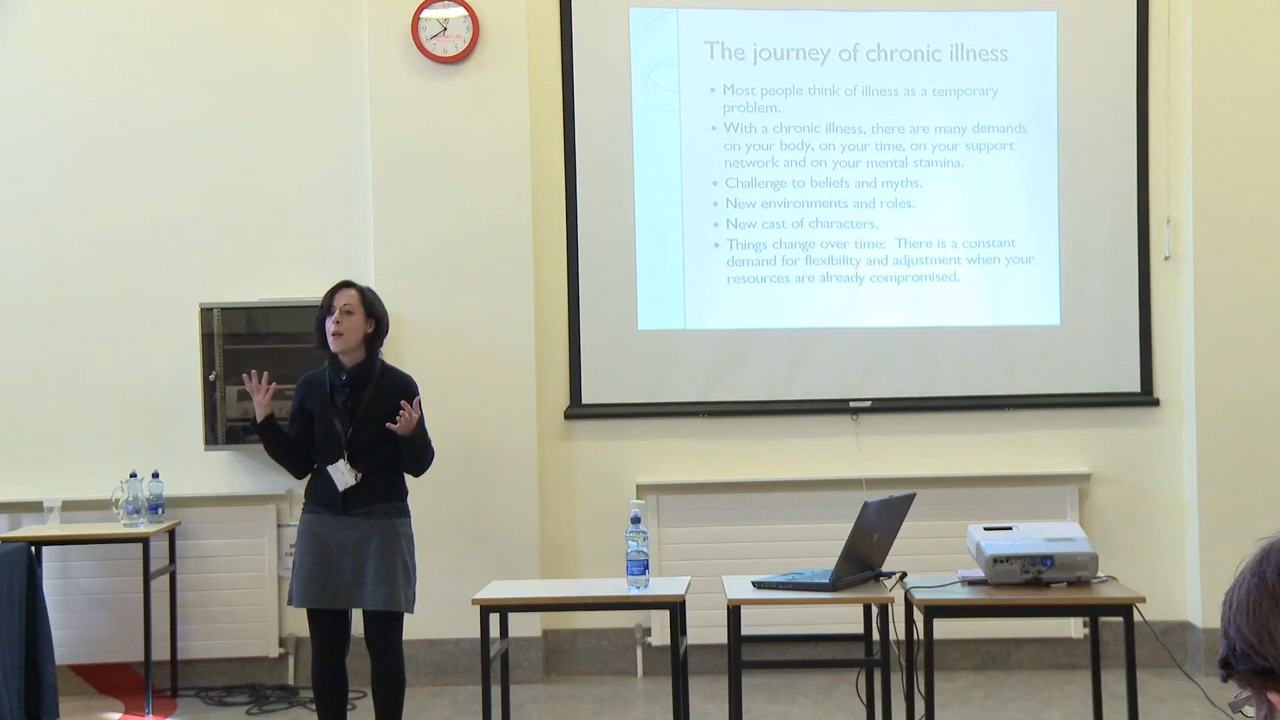 The journey of chronic illness
• Most people think of illness as a temporary
problem.
• With a chronic illness, there are many demands
on your body, on your time, on your support
network and on your mental stamina.
• Challenge to beliefs and myths.
• New environments and roles.
• New cast of characters.
• Things change over time: There is a constant
demand for flexibility and adjustment when your
resources are already compromised.